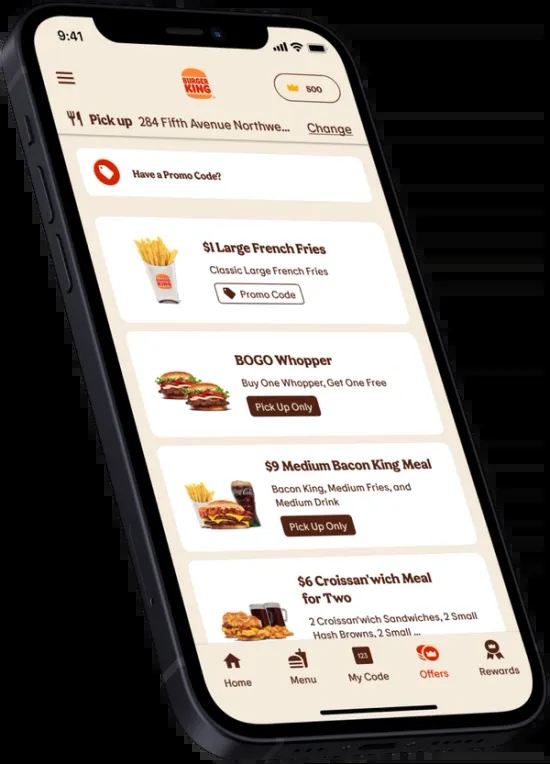 9:41
BURGER
KING
500
Pick up 284 Fifth Avenue Northwe... Change
Have a Promo Code?
$1 Large French Fries
Classic Large French Fries
Promo Code
BOGO Whopper
Buy One Whopper, Get One Free
Pick Up Only
$9 Medium Bacon King Meal
Bacon King, Medium Fries, and
Medium Drink
Pick Up Only
$6 Croissan'wich Meal
for Two
2 Croissan'wich Sandwiches, 2 Small
Hash Browns, 2 Small ...
123
Home Menu My Code Offers Rewards